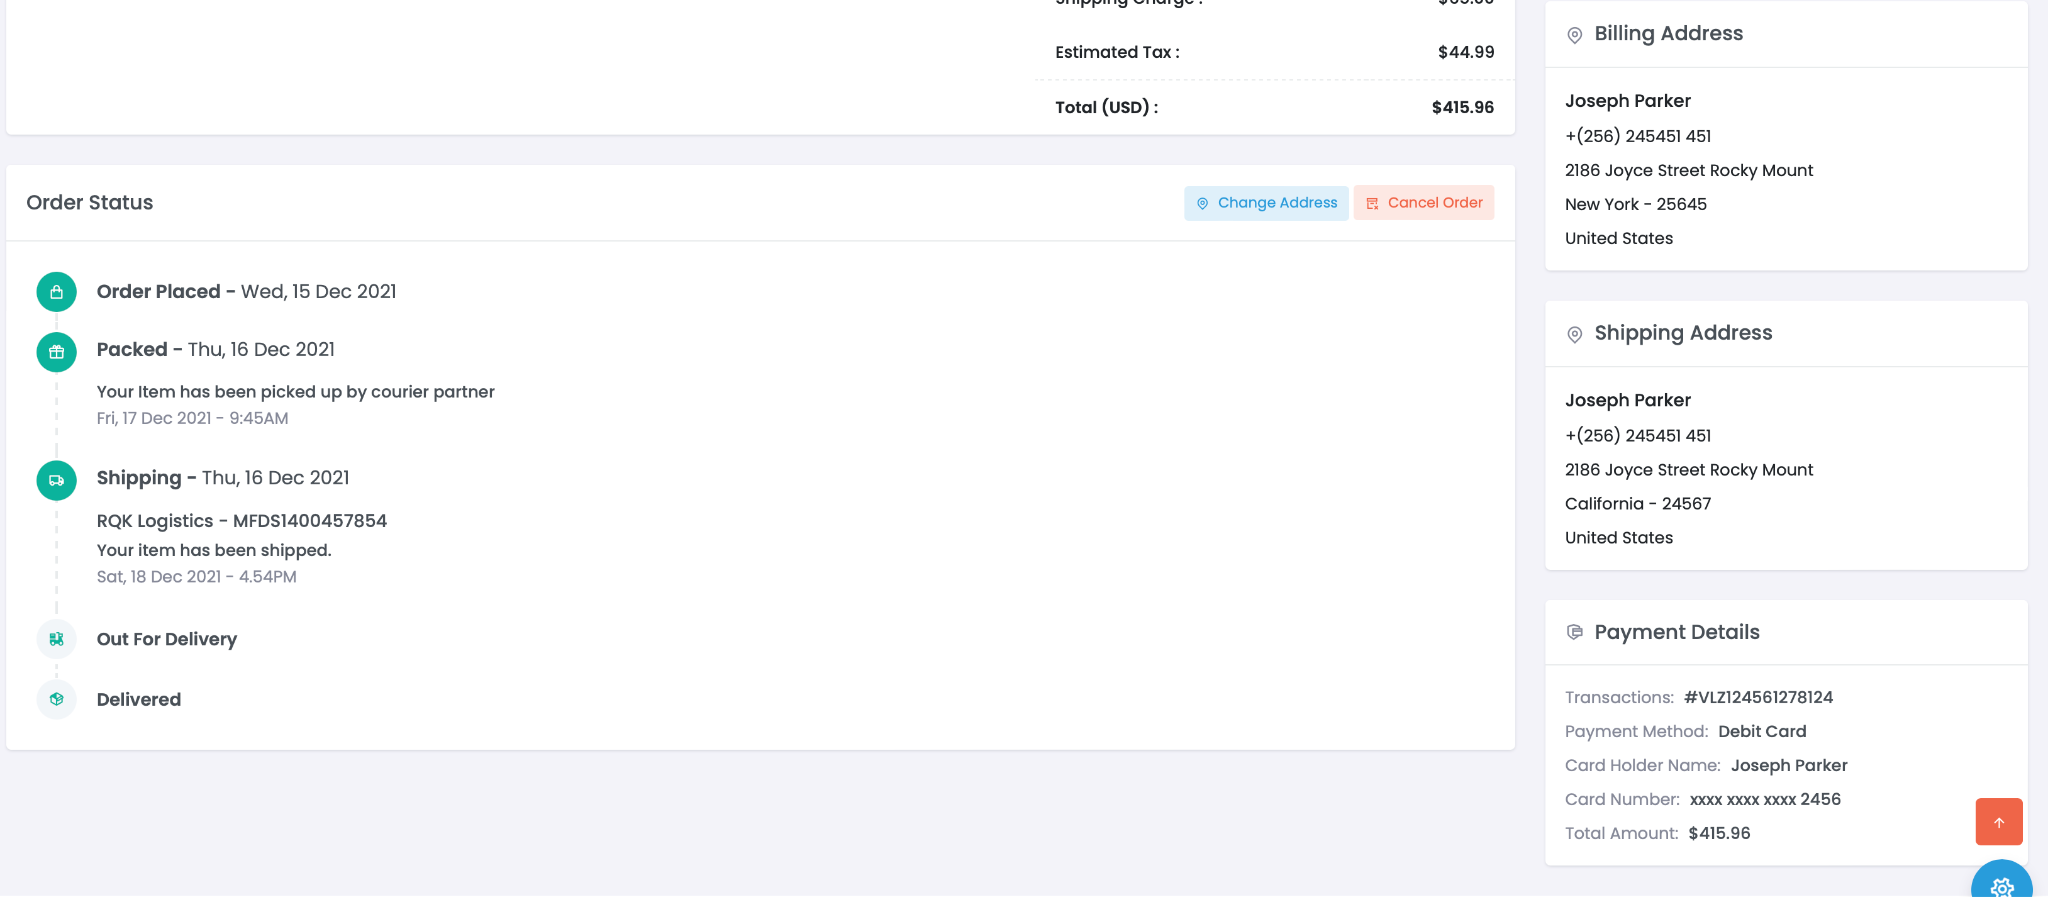 Shipping Charge :
Estimated Tax : $44.99
Total (USD) : $415.96
Order Status
Change Address
Cancel Order
Order Placed - Wed, 15 Dec 2021
Packed - Thu, 16 Dec 2021
Your Item has been picked up by courier partner
Fri, 17 Dec 2021 - 9:45AM
Shipping - Thu, 16 Dec 2021
RQK Logistics - MFDS1400457854
Your item has been shipped.
Sat, 18 Dec 2021 - 4.54PM
Out For Delivery
Delivered
Billing Address
Joseph Parker
+(256) 245451 451
2186 Joyce Street Rocky Mount
New York - 25645
United States
Shipping Address
Joseph Parker
+(256) 245451 451
2186 Joyce Street Rocky Mount
California - 24567
United States
Payment Details
Transactions: #VLZ124561278124
Payment Method: Debit Card
Card Holder Name: Joseph Parker
Card Number: xxxx xxxx xxxx 2456
Total Amount: $415.96